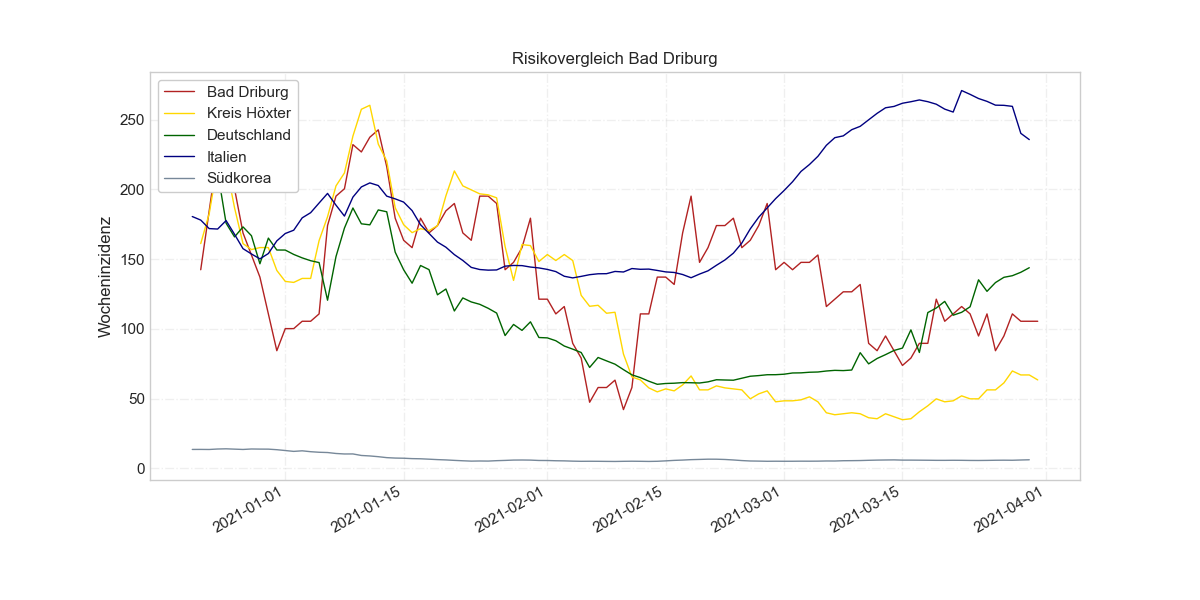 Risikovergleich Bad Driburg
Bad Driburg
Kreis Höxter
Deutschland
Italien
Südkorea
Wocheninzidenz
250
200
150
100
50
0
2021-01-01
2021-01-15
2021-02-01
2021-02-15
2021-03-01
2021-03-15
2021-04-01